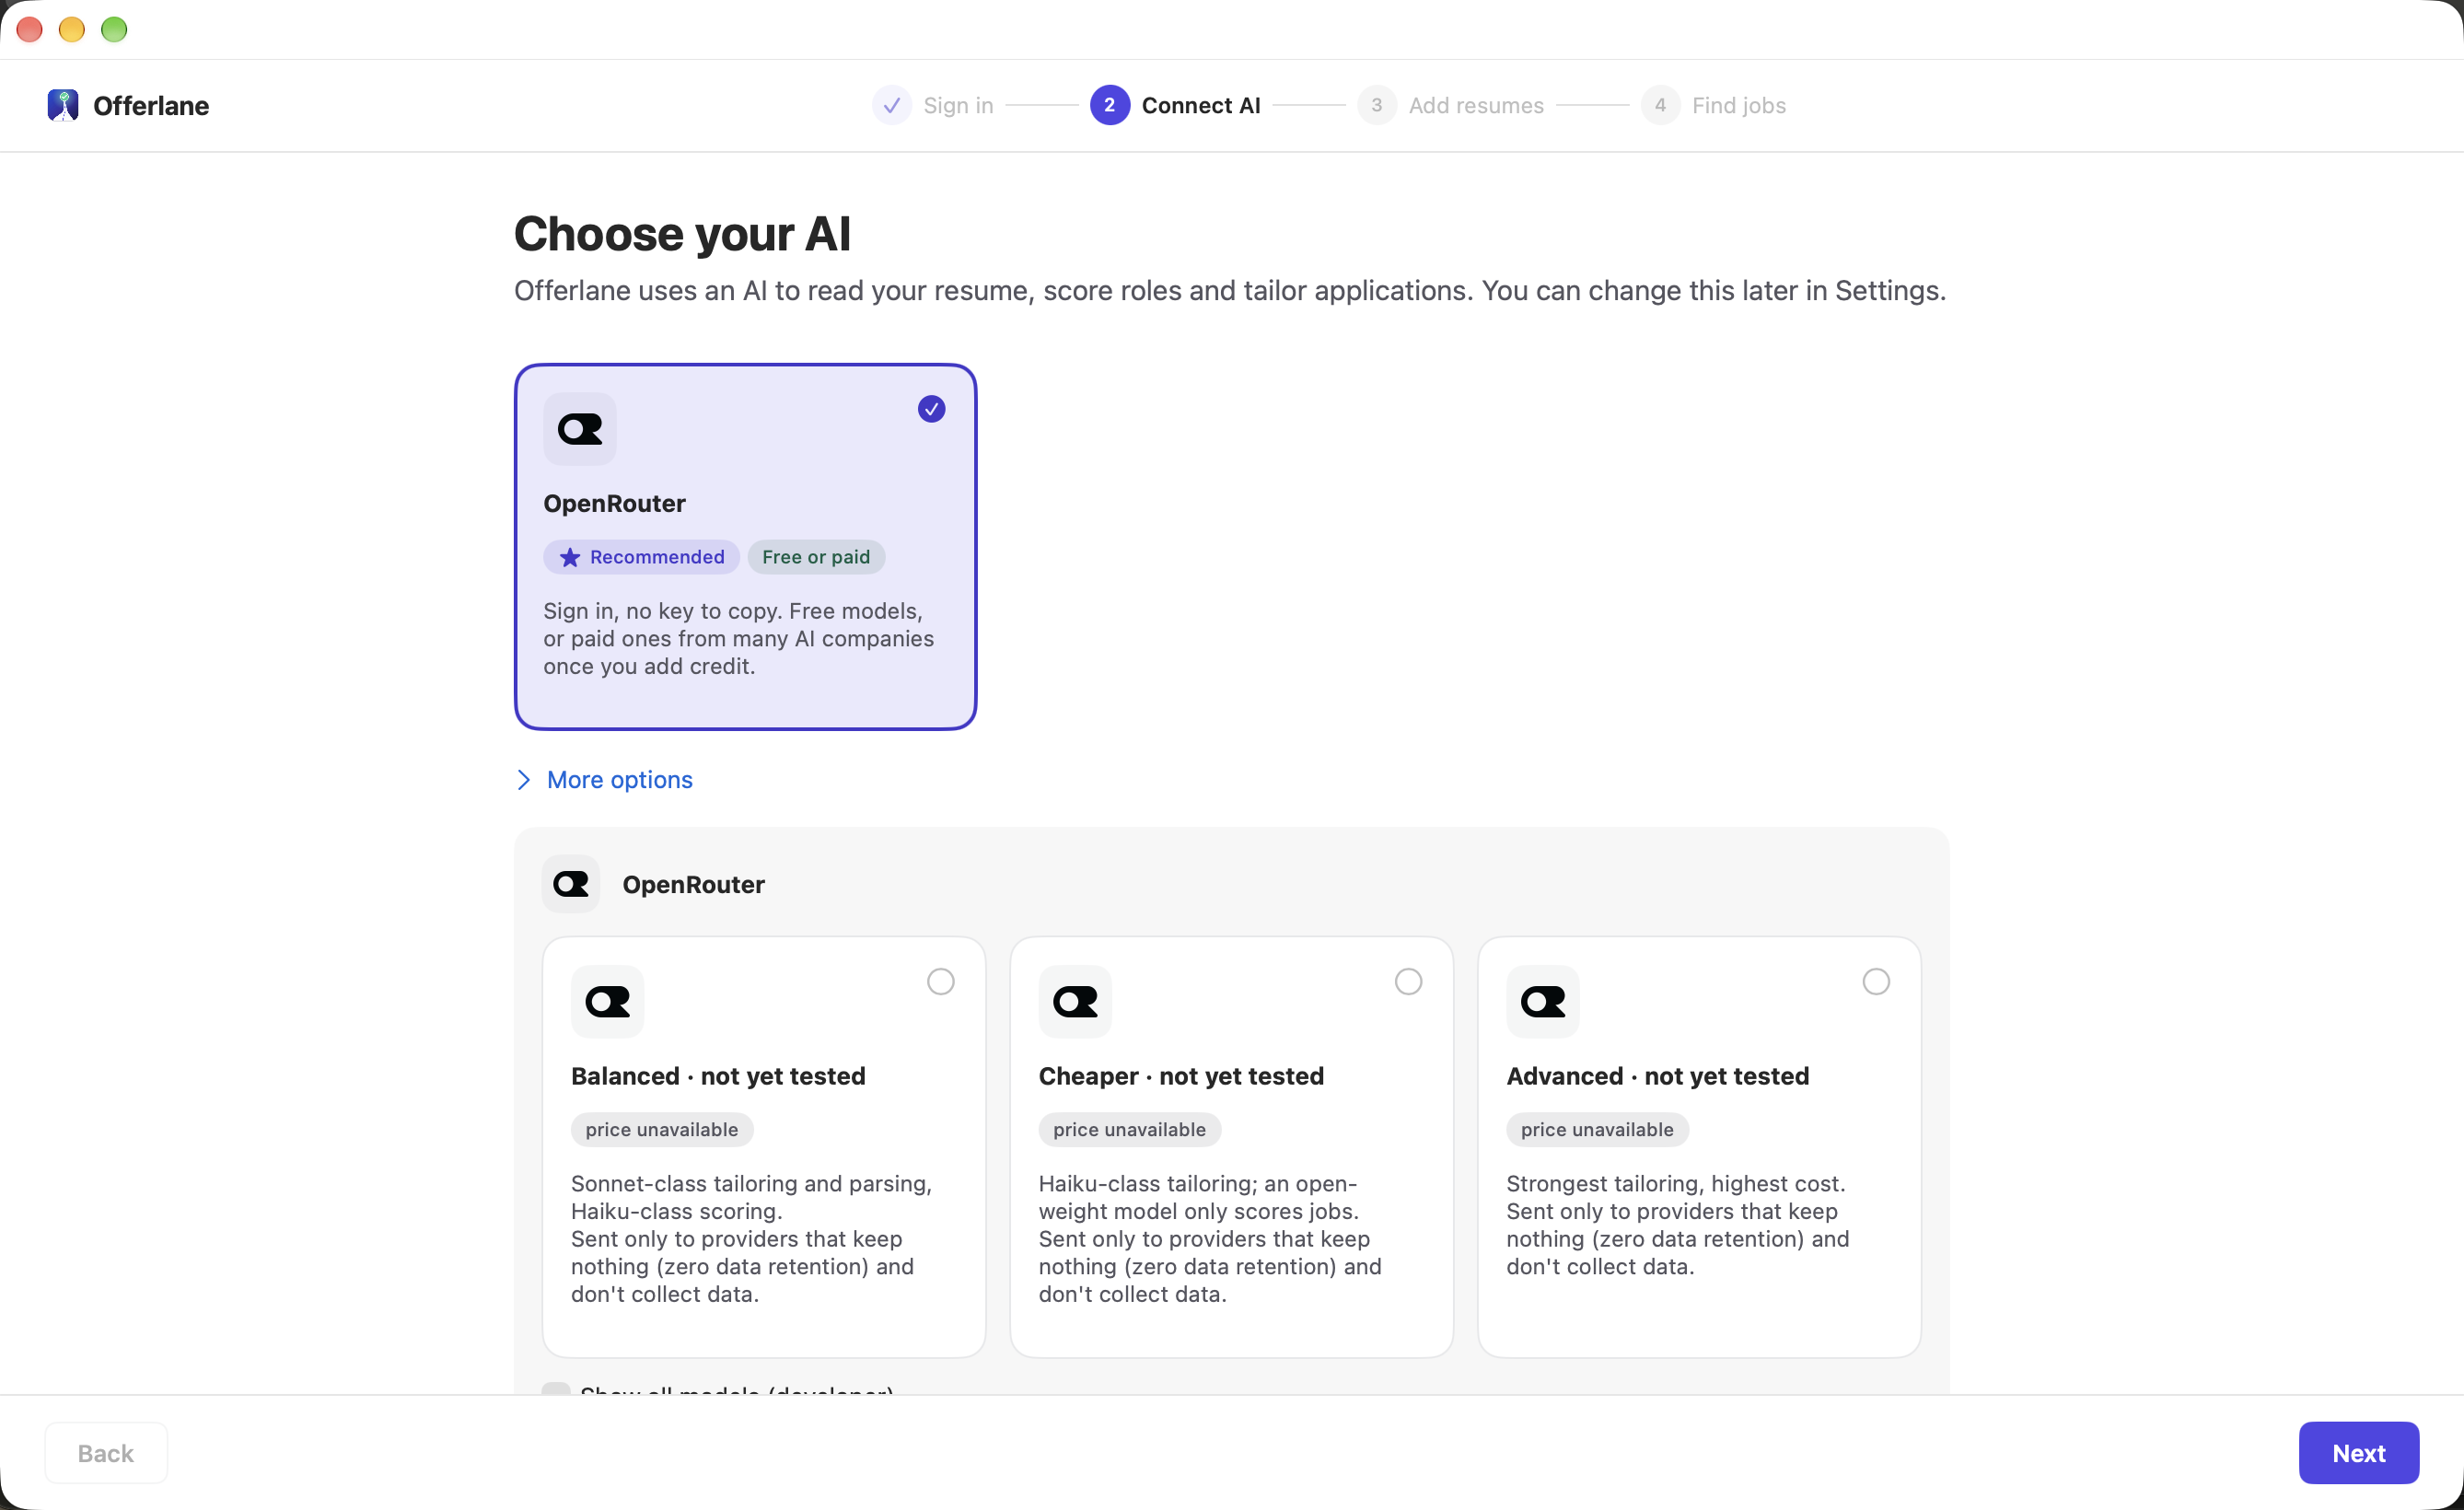 Offerlane
Sign in
2 Connect AI
3 Add resumes
4 Find jobs
Choose your AI
Offerlane uses an AI to read your resume, score roles and tailor applications. You can change this later in Settings.
OpenRouter
Recommended
Free or paid
Sign in, no key to copy. Free models,
or paid ones from many AI companies
once you add credit.
More options
OpenRouter
Balanced · not yet tested
price unavailable
Sonnet-class tailoring and parsing,
Haiku-class scoring.
Sent only to providers that keep
nothing (zero data retention) and
don't collect data.
Cheaper · not yet tested
price unavailable
Haiku-class tailoring; an open-
weight model only scores jobs.
Sent only to providers that keep
nothing (zero data retention) and
don't collect data.
Advanced · not yet tested
price unavailable
Strongest tailoring, highest cost.
Sent only to providers that keep
nothing (zero data retention) and
don't collect data.
Show all models (developer)
Back
Next